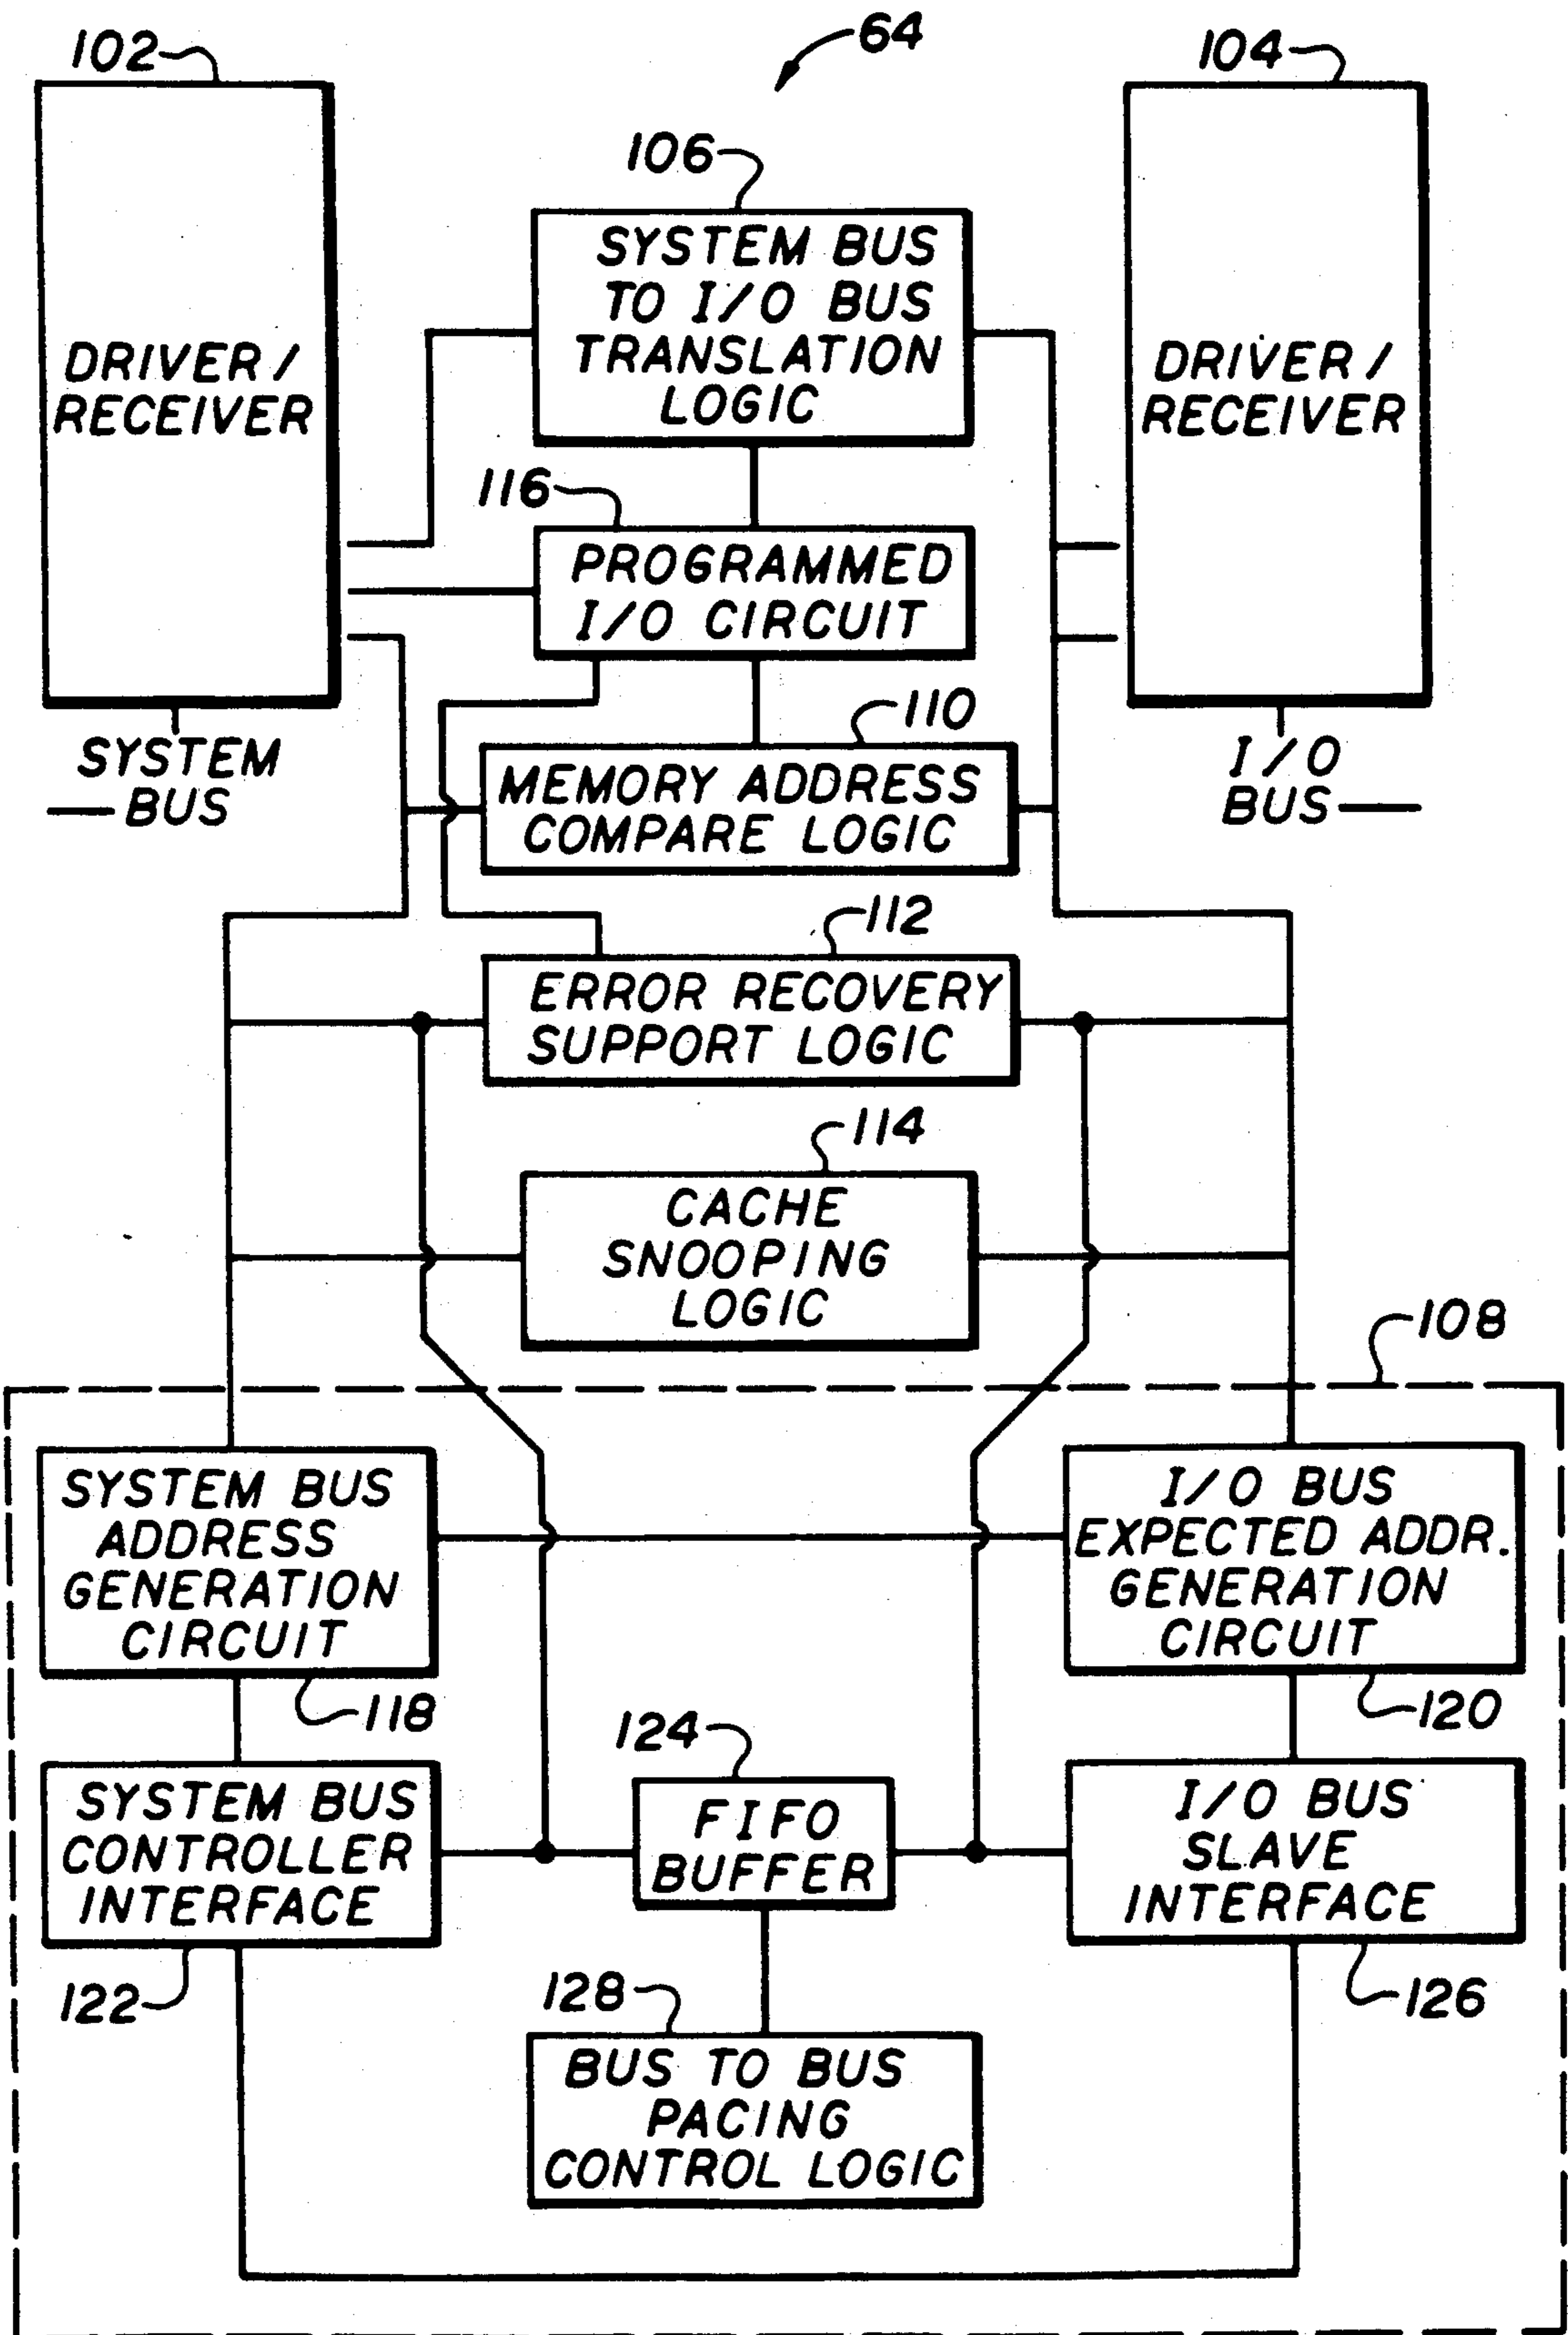 64
102
104
106
DRIVER/
RECEIVER
SYSTEM BUS
TO I/O BUS
TRANSLATION
LOGIC
DRIVER/
RECEIVER
116
PROGRAMMED
I/O CIRCUIT
110
SYSTEM
BUS
MEMORY ADDRESS
COMPARE LOGIC
I/O
BUS
112
ERROR RECOVERY
SUPPORT LOGIC
114
CACHE
SNOOPING
LOGIC
108
SYSTEM BUS
ADDRESS
GENERATION
CIRCUIT
118
I/O BUS
EXPECTED ADDR.
GENERATION
CIRCUIT
120
124
SYSTEM BUS
CONTROLLER
INTERFACE
122
FIFO
BUFFER
I/O BUS
SLAVE
INTERFACE
126
128
BUS TO BUS
PACING
CONTROL LOGIC